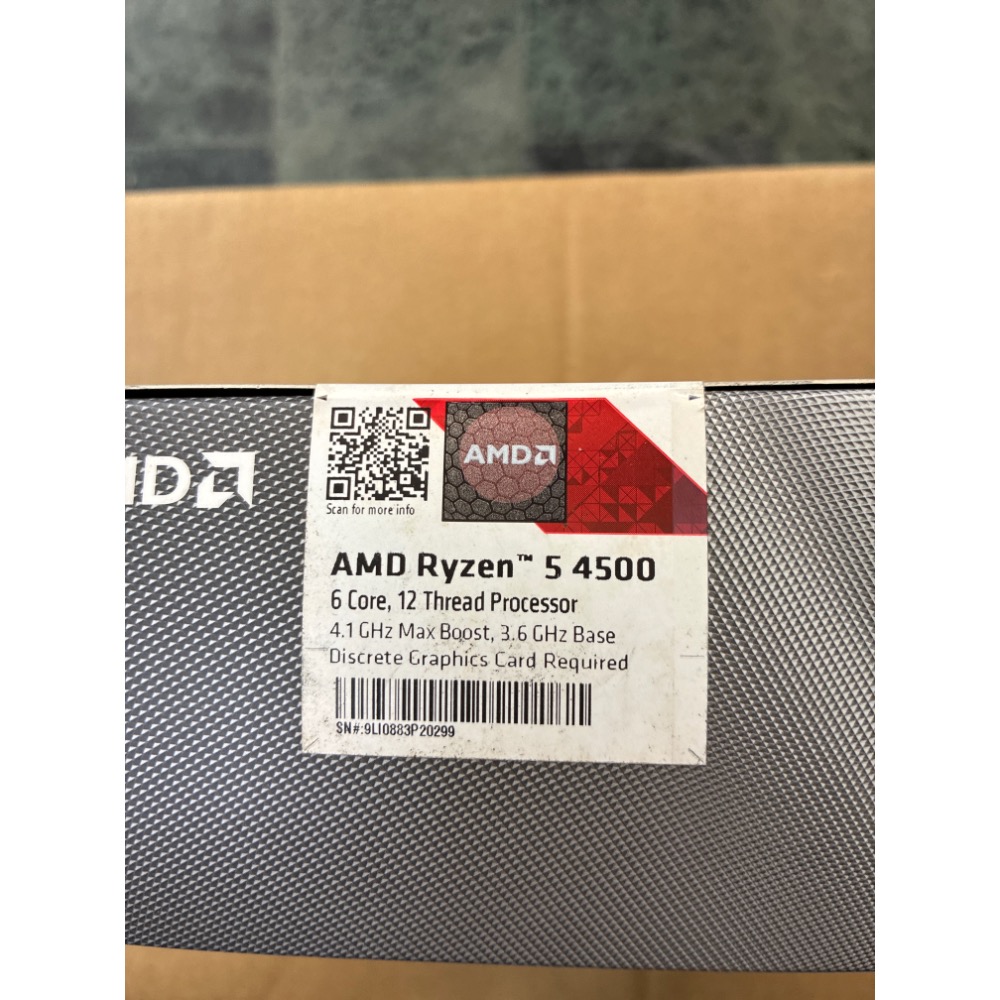 AMD
Scan for more info
AMD
AMD Ryzen™ 5 4500
6 Core, 12 Thread Processor
4.1 GHz Max Boost, 3.6 GHz Base
Discrete Graphics Card Required
SN#:9LI0883P20299